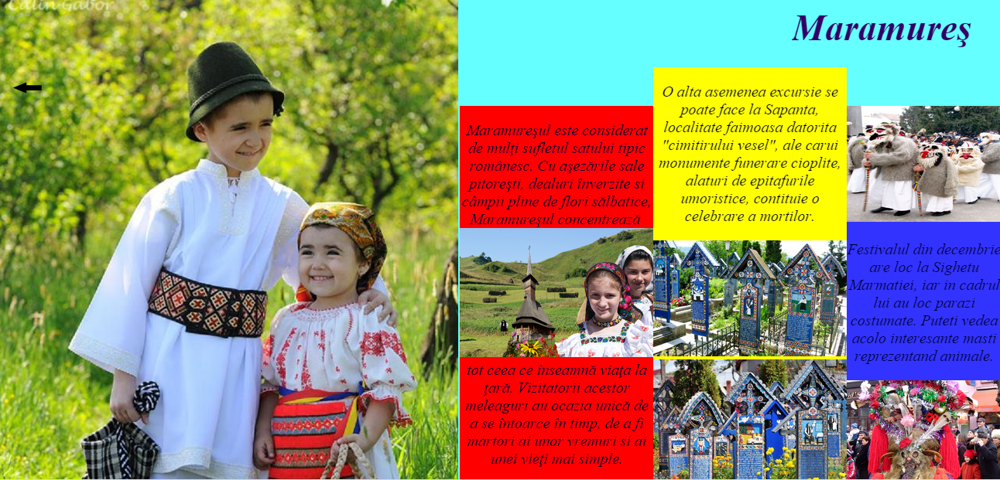 Calin Gabor
Maramureş
Maramureşul este considerat
de mulţi sufletul satului tipic
românesc. Cu aşezările sale
pitoreşti, dealuri înverzite si
câmpii pline de flori sălbatice,
Maramureşul concentrează
tot ceea ce înseamnă viaţa la
ţară. Vizitatorii acestor
meleaguri au ocazia unică de
a se întoarce în timp, de a fi
martori ai unor vremuri si ai
unei vieţi mai simple.
O alta asemenea excursie se
poate face la Sapanta,
localitate faimoasa datorita
"cimitirului vesel", ale carui
monumente funerare cioplite,
alaturi de epitafurile
umoristice, contituie o
celebrare a mortilor.
Festivalul din decembrie
are loc la Sighetu
Marmatiei, iar in cadrul
lui au loc parazi
costumate. Puteti vedea
acolo interesante masti
reprezentand animale.